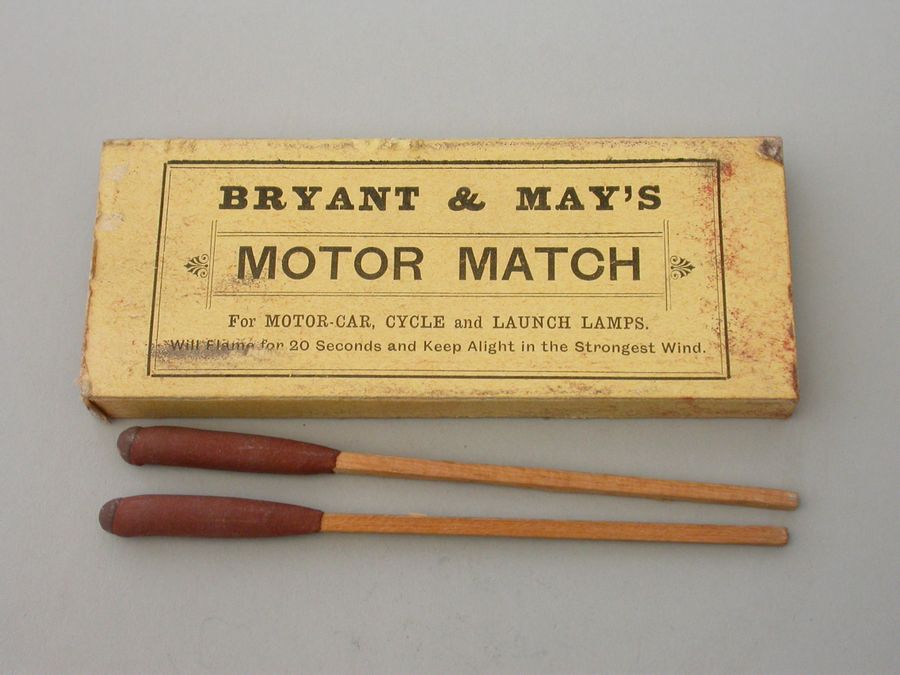 BRYANT & MAY'S
MOTOR MATCH
For MOTOR-CAR, CYCLE and LAUNCH LAMPS.
Will Flame for 20 Seconds and Keep Alight in the Strongest Wind.